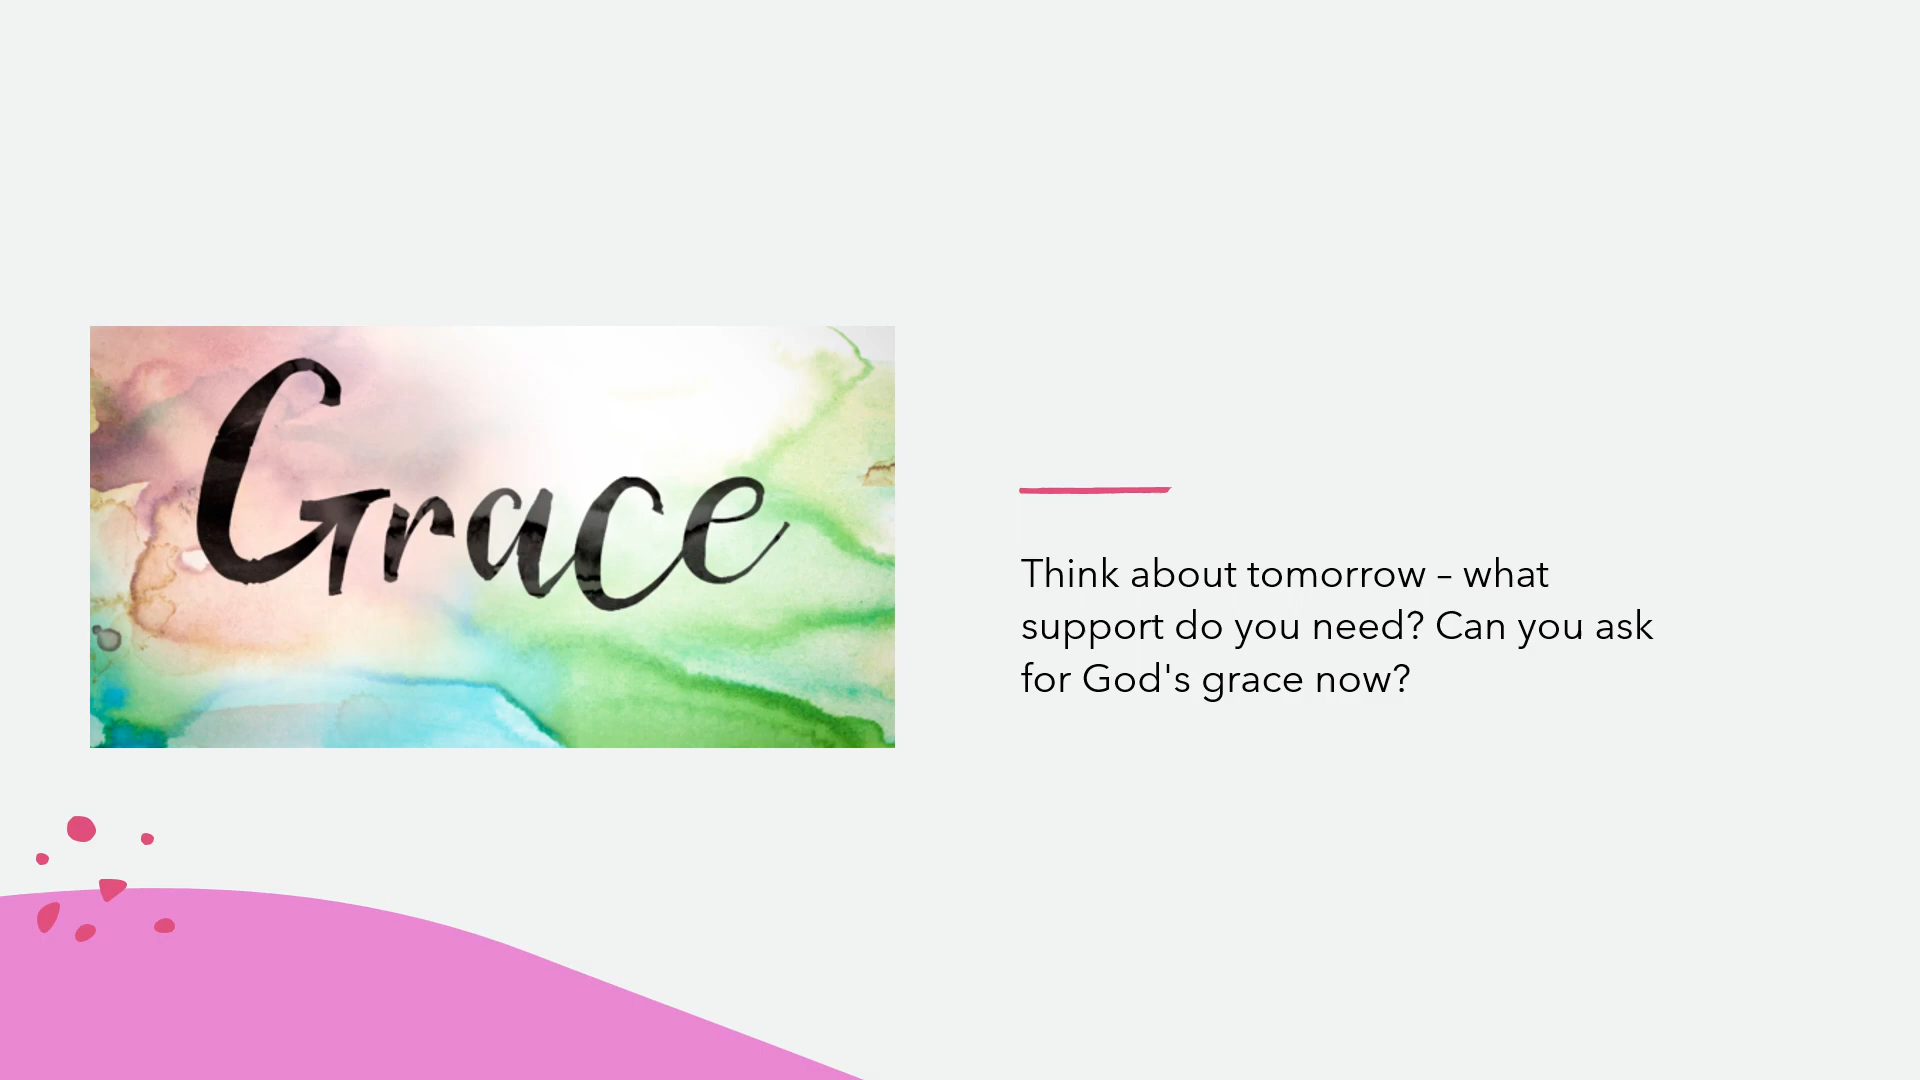 Grace
Think about tomorrow – what
support do you need? Can you ask
for God's grace now?